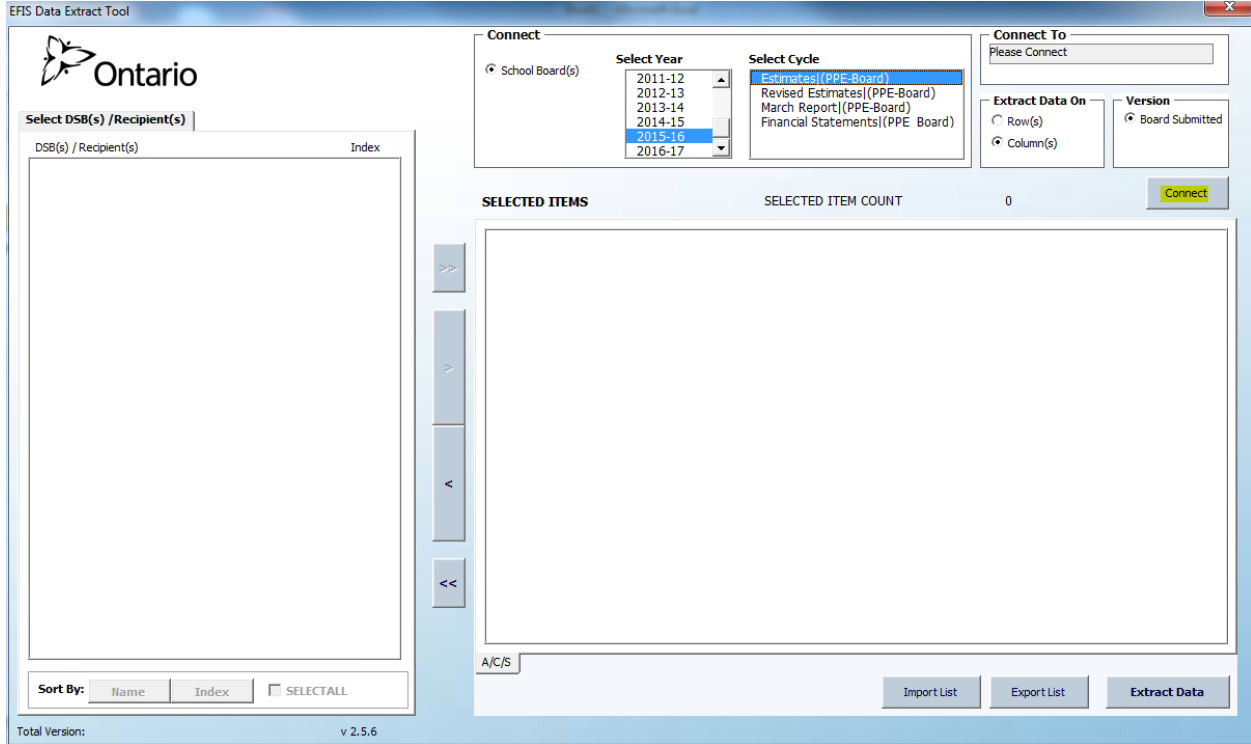 EFIS Data Extract Tool
Ontario
Select DSB(s) /Recipient(s)
DSB(s) / Recipient(s) Index
Connect
School Board(s)
Select Year
2011-12
2012-13
2013-14
2014-15
2015-16
2016-17
Select Cycle
Estimates|(PPE-Board)
Revised Estimates|(PPE-Board)
March Report|(PPE-Board)
Financial Statements|(PPE Board)
Connect To
Please Connect
Extract Data On
Row(s)
Column(s)
Version
Board Submitted
Connect
SELECTED ITEMS SELECTED ITEM COUNT 0
>>
>
<
<<
A/C/S
Sort By: Name Index SELECTALL
Import List Export List Extract Data
Total Version: v 2.5.6